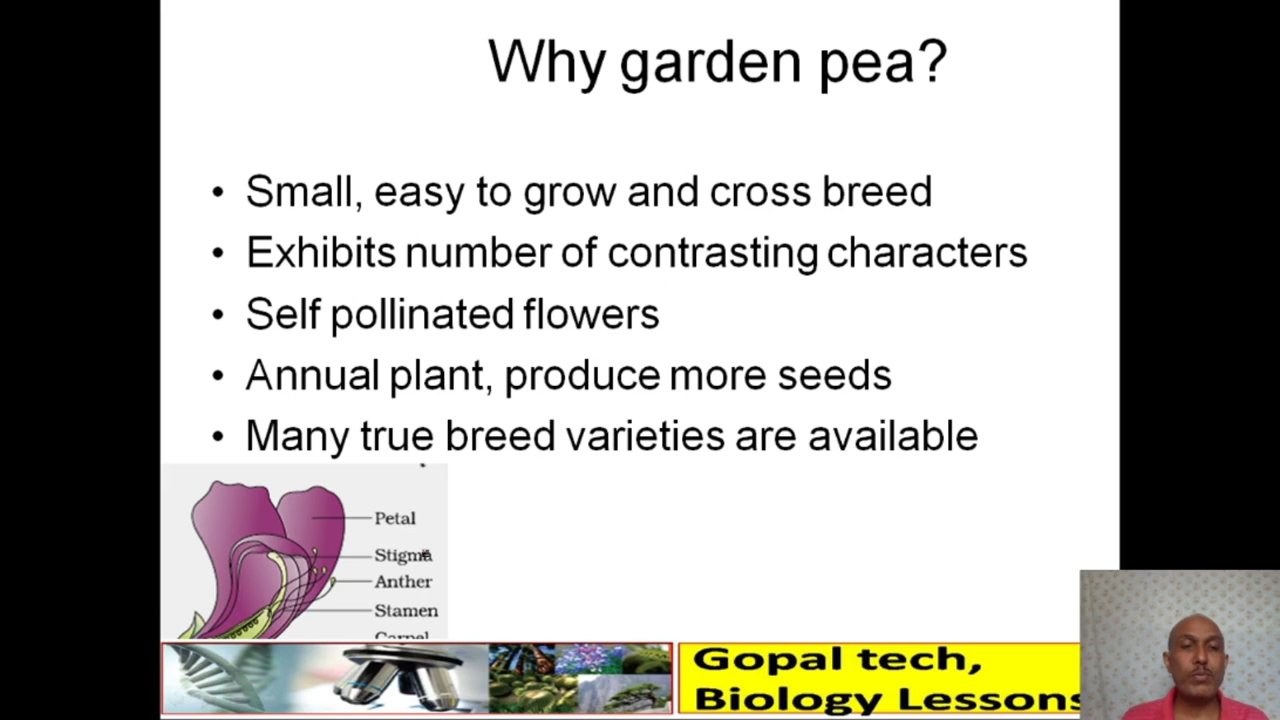 Why garden pea?
• Small, easy to grow and cross breed
• Exhibits number of contrasting characters
• Self pollinated flowers
• Annual plant, produce more seeds
• Many true breed varieties are available
Petal
Stigma
Anther
Stamen
Carpel
Gopal tech,
Biology Lessons